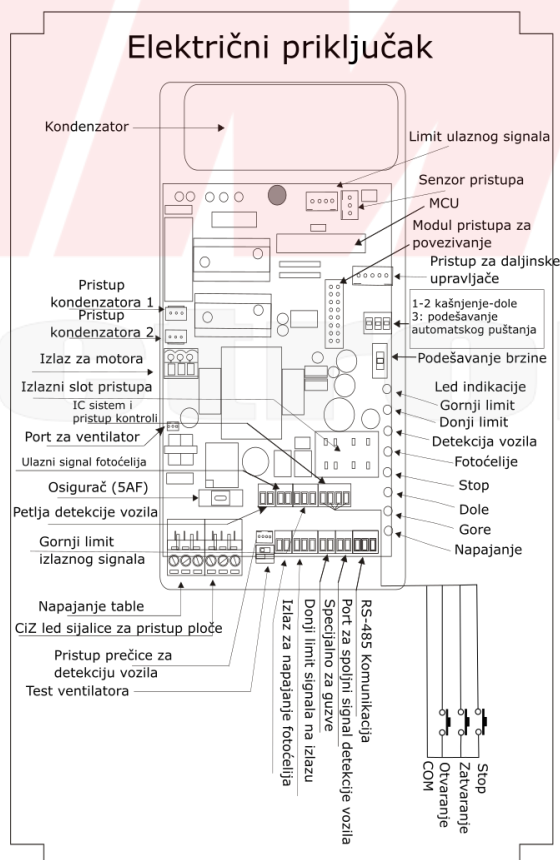 Električni priključak
Kondenzator
Limit ulaznog signala
Senzor pristupa
MCU
Modul pristupa za
povezivanje
Pristup za daljinske
upravljače
1-2 kašnjenje-dole
3: podešavanje
automatskog puštanja
Podešavanje brzine
Led indikacije
Gornji limit
Donji limit
Detekcija vozila
Fotoćelije
Stop
Dole
Gore
Napajanje
Pristup
kondenzatora 1
Pristup
kondenzatora 2
Izlaz za motora
Izlazni slot pristupa
IC sistem i
pristup kontroli
Port za ventilator
Ulazni signal fotoćelija
Osigurač (5AF)
Petlja detekcije vozila
Gornji limit
izlaznog signala
Napajanje table
CiZ led sijalice za pristup ploče
Pristup prečice za
detekciju vozila
Test ventilatora
Izlaz za napajanje fotoćelija
Donji limit signala na izlazu
Specijalno za guzve
Port za spoljni signal detekcije vozila
RS-485 Komunikacija
COM
Otvaranje
Zatvaranje
Stop